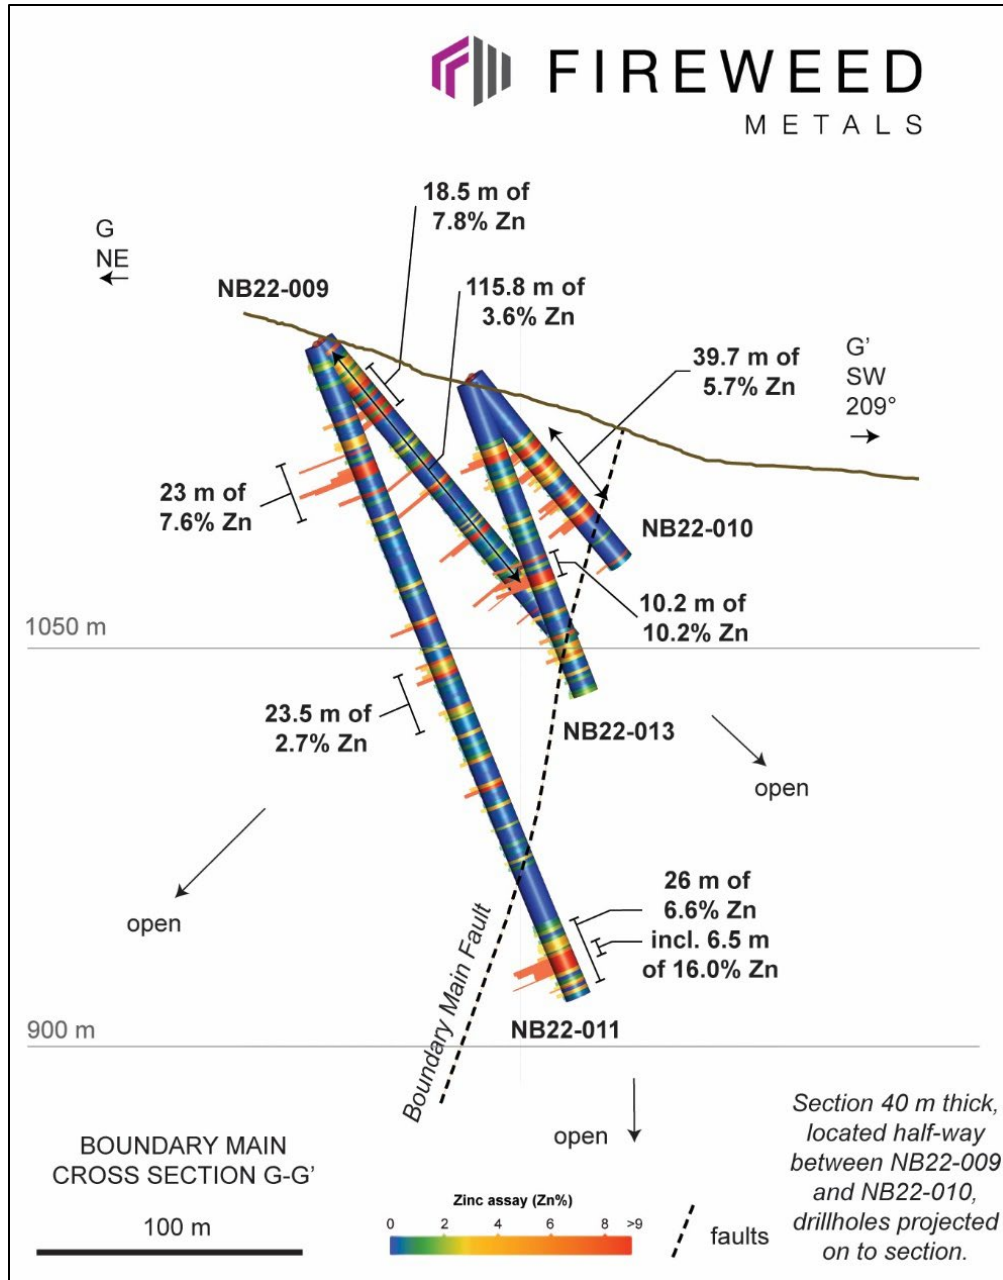 FIREWEED
METALS
18.5 m of
7.8% Zn
G
NE
NB22-009
115.8 m of
3.6% Zn
G'
SW
209°
39.7 m of
5.7% Zn
23 m of
7.6% Zn
NB22-010
10.2 m of
10.2% Zn
1050 m
23.5 m of
2.7% Zn
NB22-013
open
open
26 m of
6.6% Zn
incl. 6.5 m
of 16.0% Zn
Boundary Main Fault
NB22-011
900 m
open
BOUNDARY MAIN
CROSS SECTION G-G'
100 m
Zinc assay (Zn%)
0 2 4 6 8 >9
faults
Section 40 m thick,
located half-way
between NB22-009
and NB22-010,
drillholes projected
on to section.